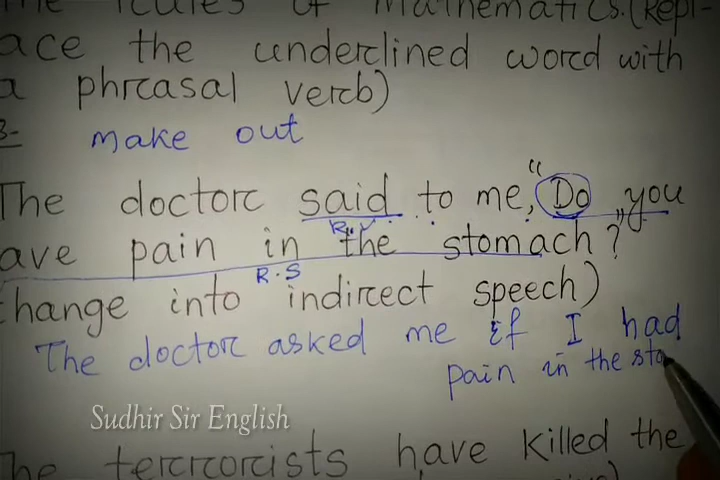 the rules of Mathematics.(Repl-
ace the underlined word with
a phrasal verb)
3- make out
The doctor said to me,"Do you
R.V.
ave pain in the stomach?"
R.S
hange into indirect speech)
The doctor asked me if I had
pain in the sto
Sudhir Sir English
he terrorists have killed the